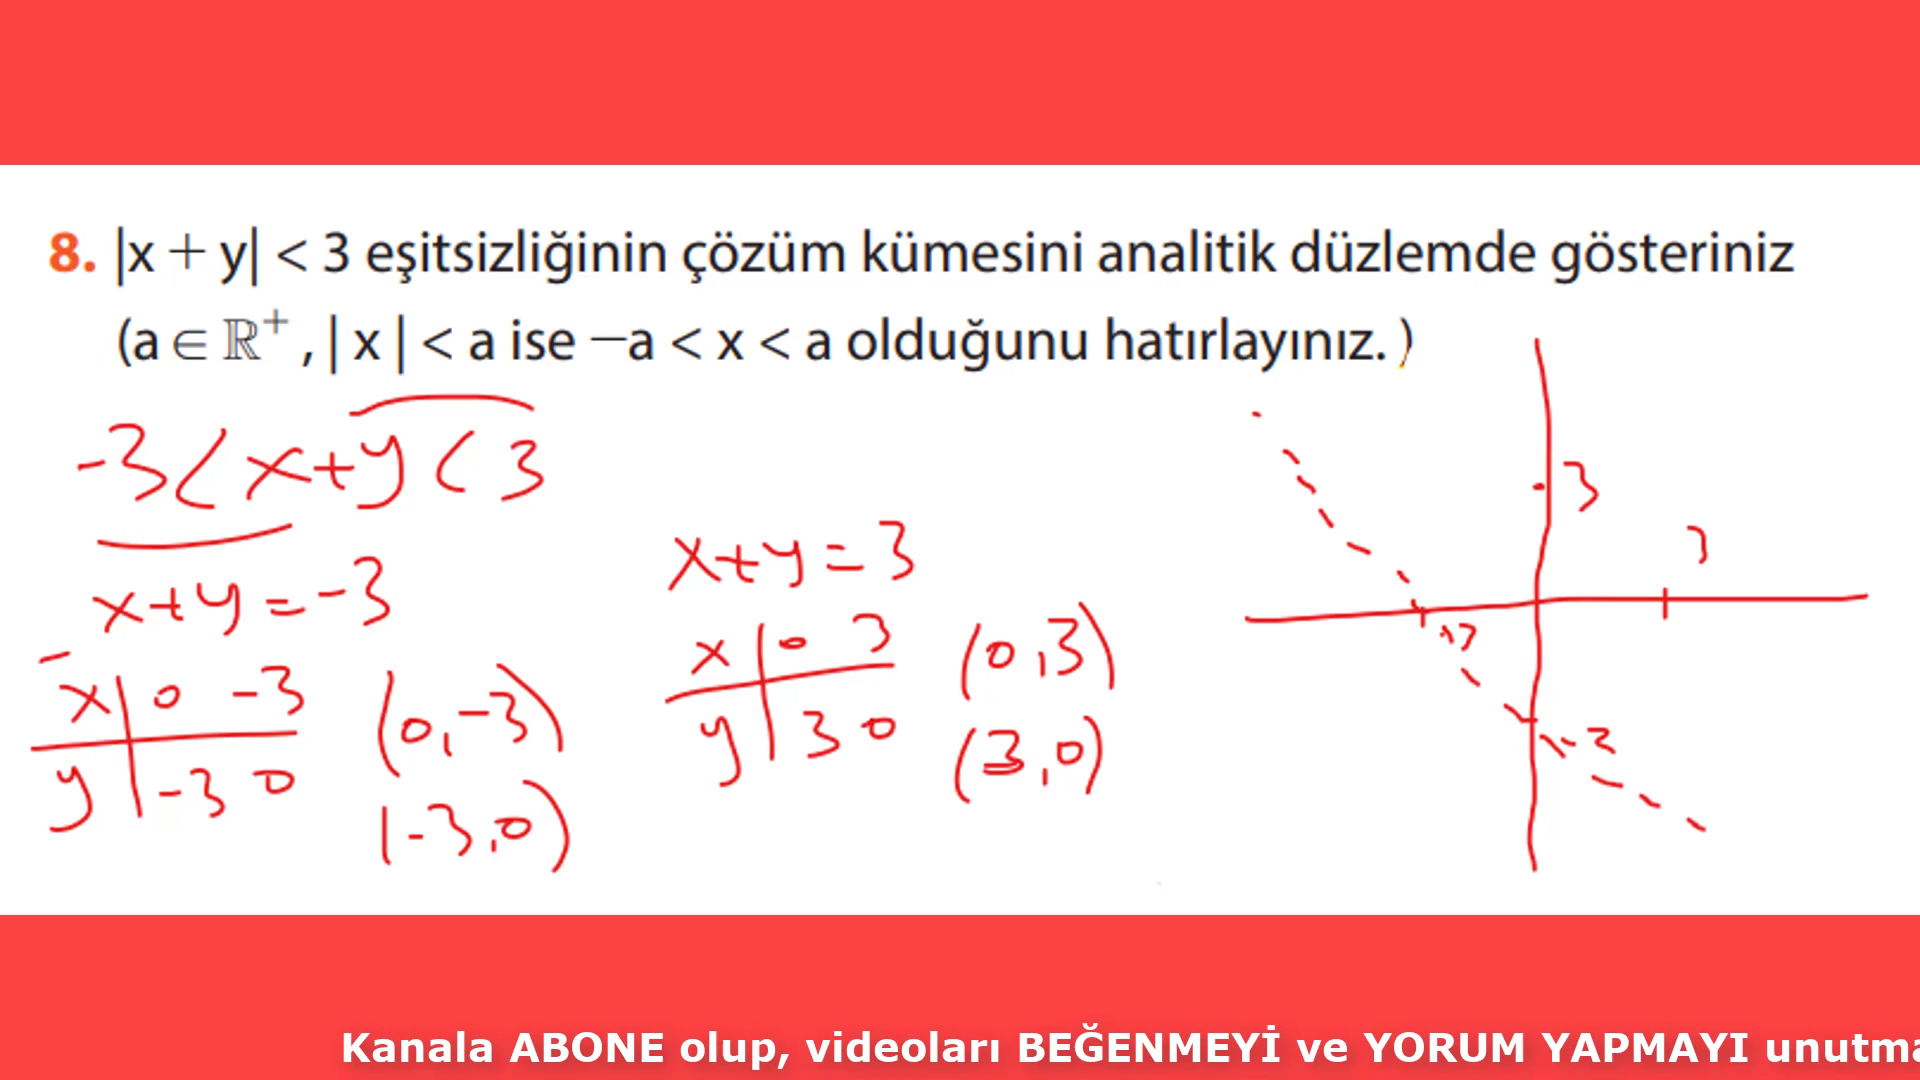 8. |x + y| < 3 eşitsizliğinin çözüm kümesini analitik düzlemde gösteriniz
(a ∈ ℝ⁺ , | x | < a ise −a < x < a olduğunu hatırlayınız. )
-3 < x+y < 3
x+y = -3
x | 0 -3
y | -3 0
(0,-3)
(-3,0)
x+y = 3
x | 0 3
y | 3 0
(0,3)
(3,0)
3
3
-3
Kanala ABONE olup, videoları BEĞENMEYİ ve YORUM YAPMAYI unutma